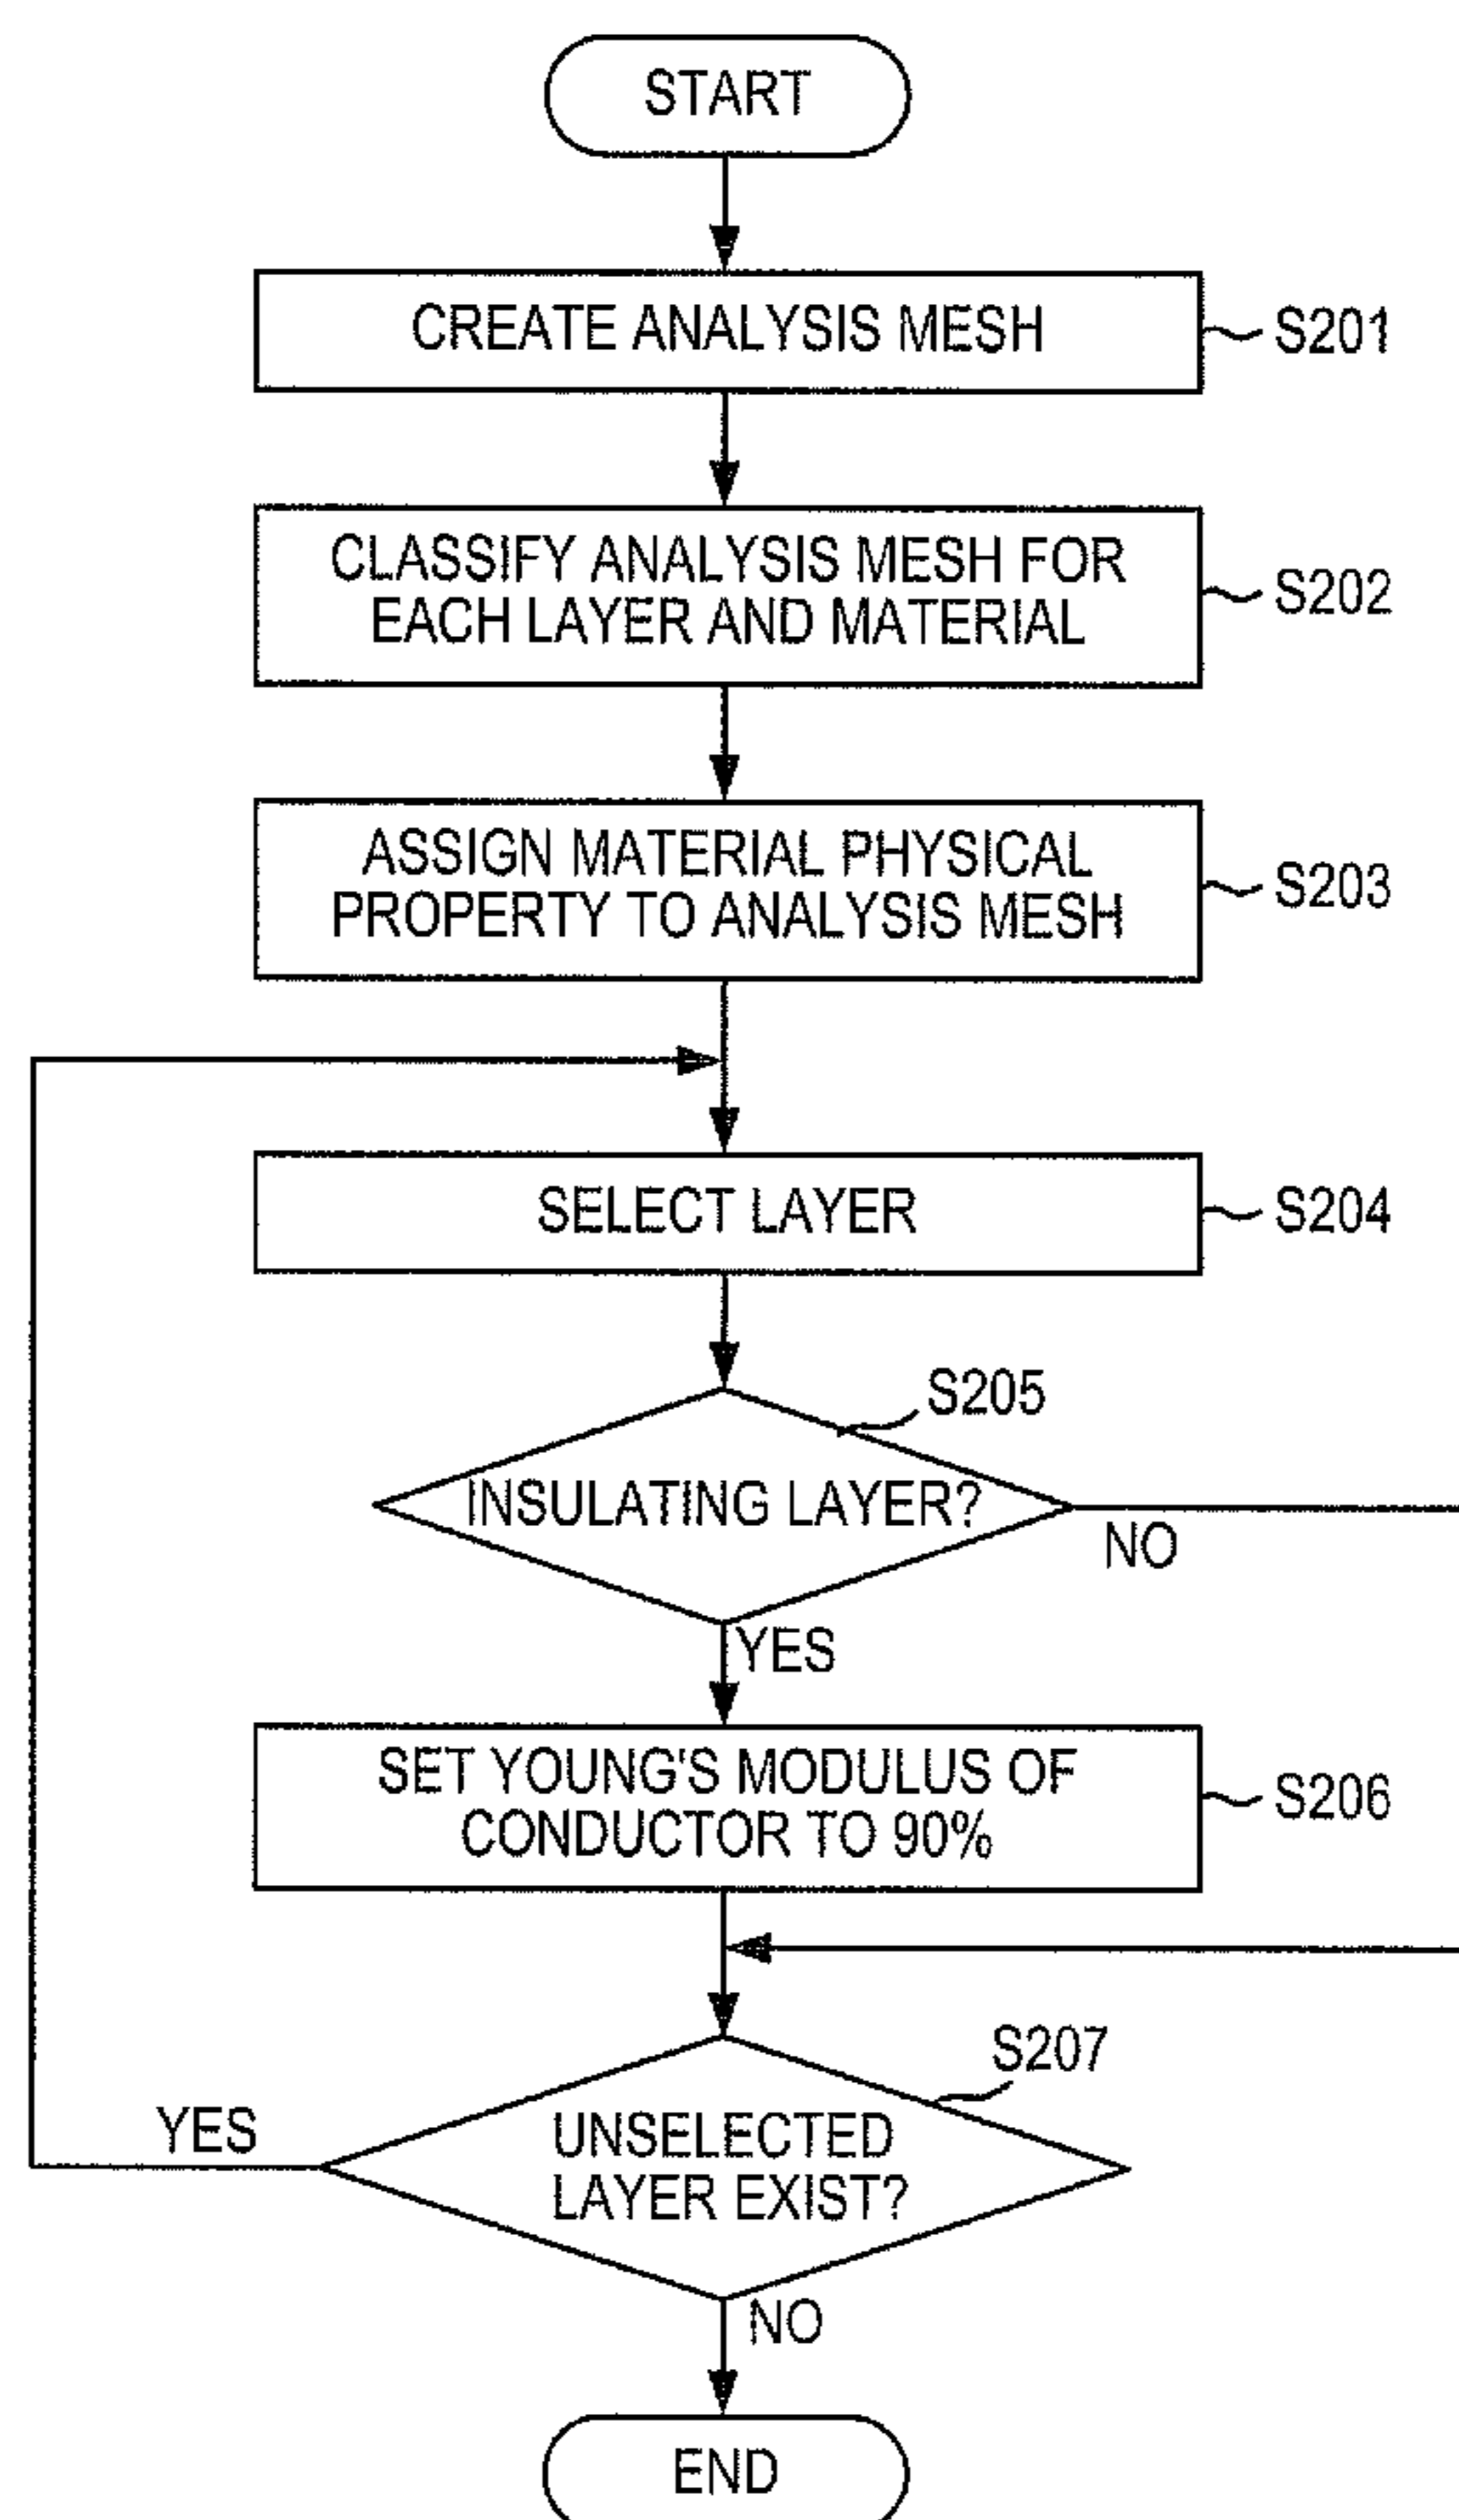 START
CREATE ANALYSIS MESH
S201
CLASSIFY ANALYSIS MESH FOR
EACH LAYER AND MATERIAL
S202
ASSIGN MATERIAL PHYSICAL
PROPERTY TO ANALYSIS MESH
S203
SELECT LAYER
S204
S205
INSULATING LAYER?
NO
YES
SET YOUNG'S MODULUS OF
CONDUCTOR TO 90%
S206
S207
YES
UNSELECTED
LAYER EXIST?
NO
END